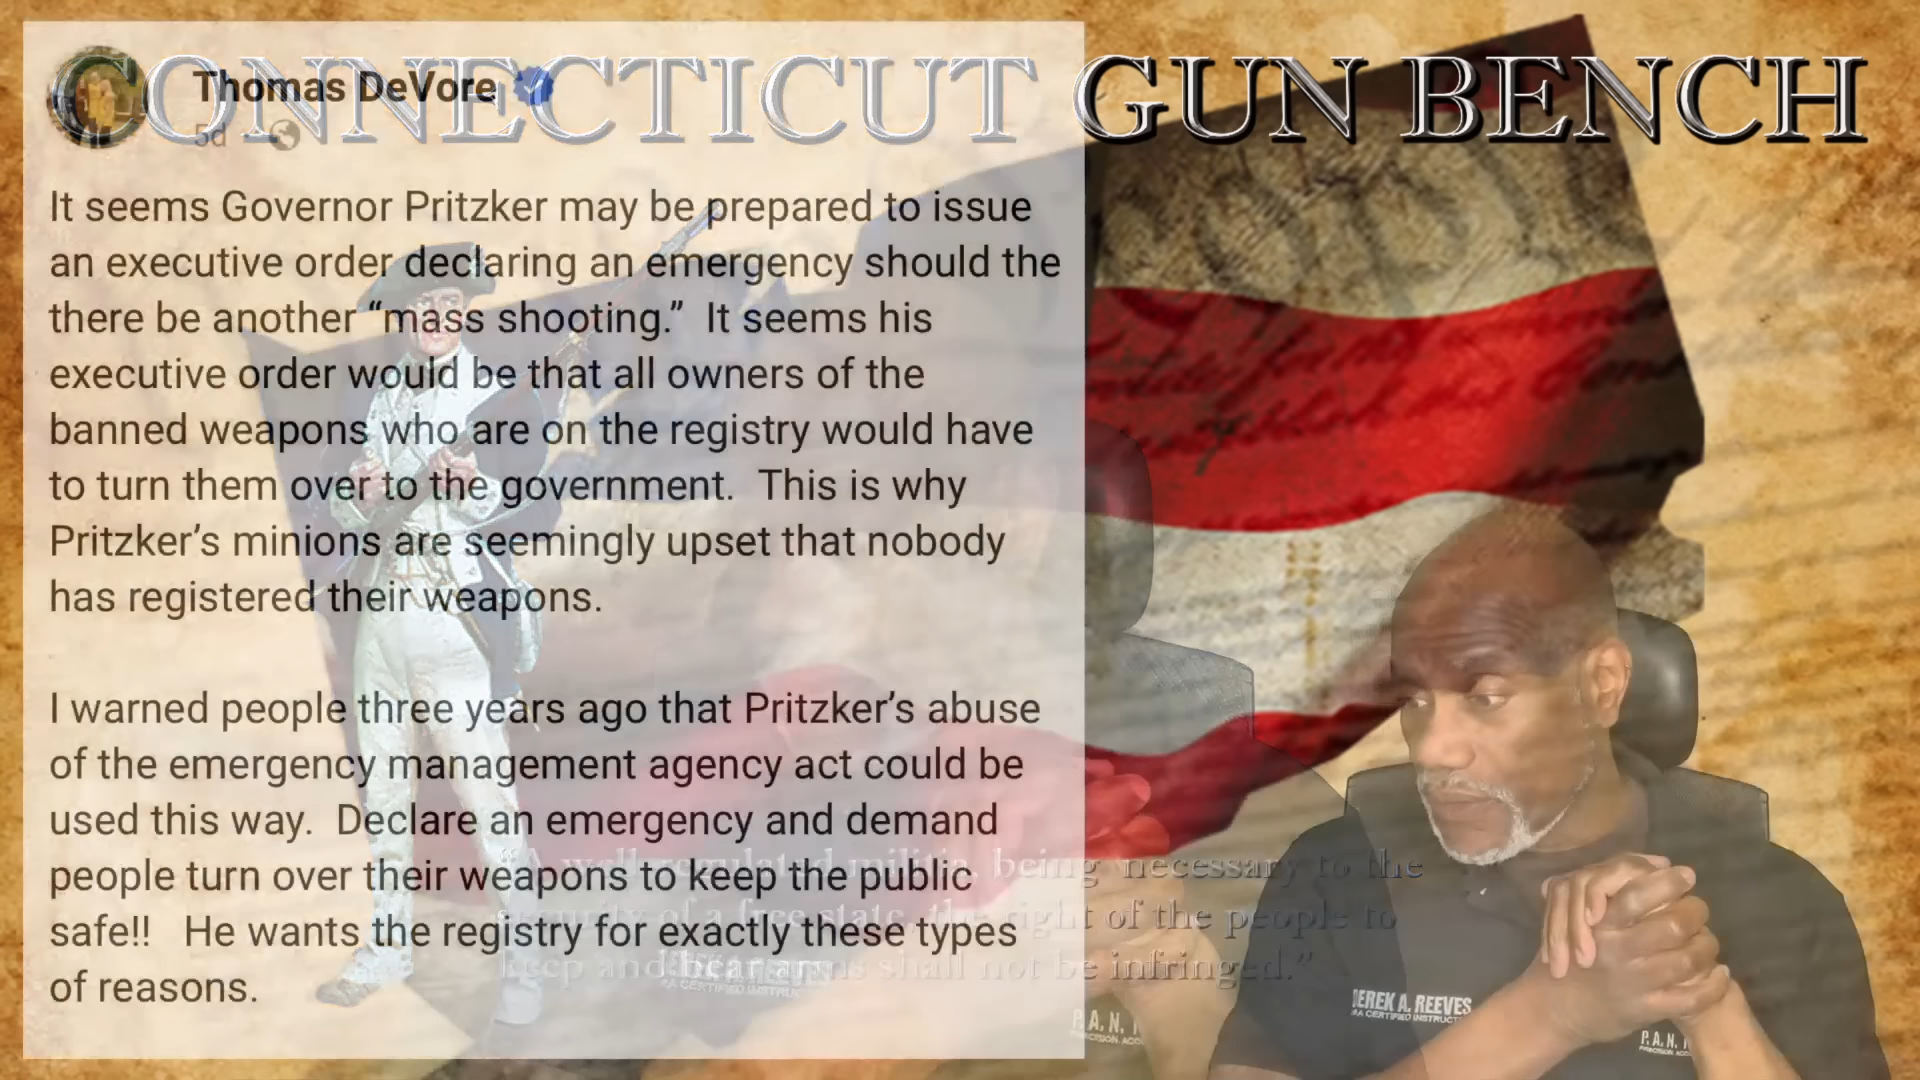 CONNECTICUT GUN BENCH
Thomas DeVore
5d
It seems Governor Pritzker may be prepared to issue
an executive order declaring an emergency should the
there be another “mass shooting.”  It seems his
executive order would be that all owners of the
banned weapons who are on the registry would have
to turn them over to the government.  This is why
Pritzker’s minions are seemingly upset that nobody
has registered their weapons.
I warned people three years ago that Pritzker’s abuse
of the emergency management agency act could be
used this way.  Declare an emergency and demand
people turn over their weapons to keep the public
safe!!   He wants the registry for exactly these types
of reasons.
“A well regulated militia, being necessary to the
security of a free state, the right of the people to
keep and bear arms shall not be infringed.”
DEREK A. REEVES
CERTIFIED
P.A.N.